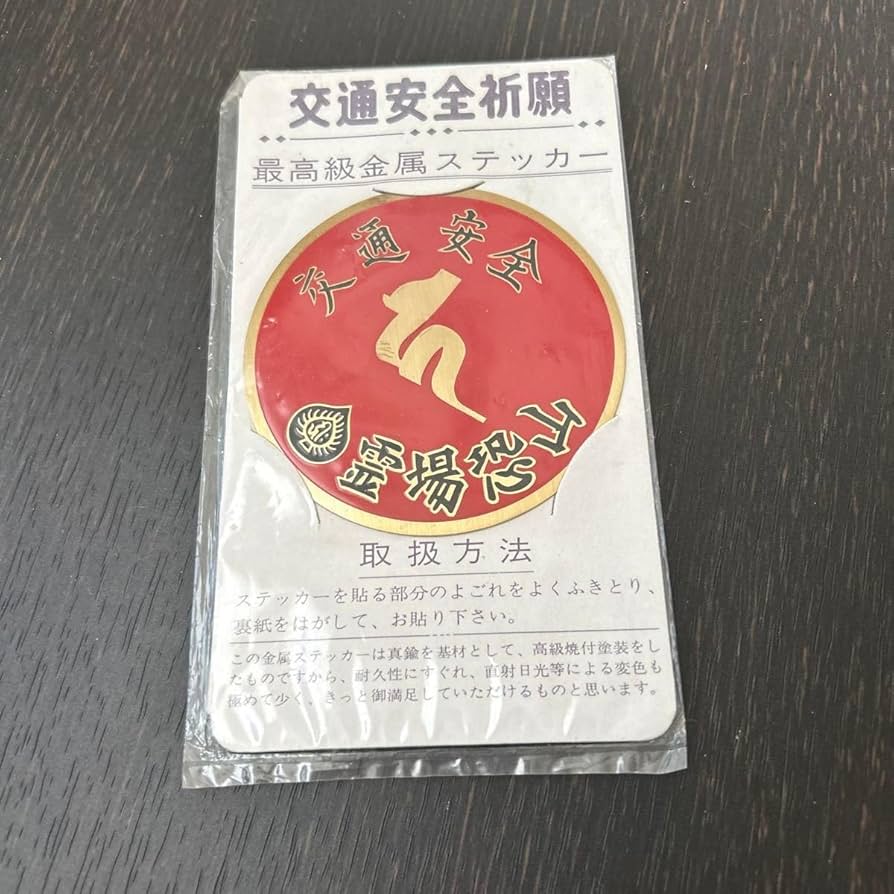 交通安全祈願
最高級金属ステッカー
交通安全
霊場恐山
取扱方法
ステッカーを貼る部分のよごれをよくふきとり、
裏紙をはがして、お貼り下さい。
この金属ステッカーは真鍮を基材として、高級焼付塗装をし
たものですから、耐久性にすぐれ、直射日光等による変色も
極めて少く、きっと御満足していただけるものと思います。